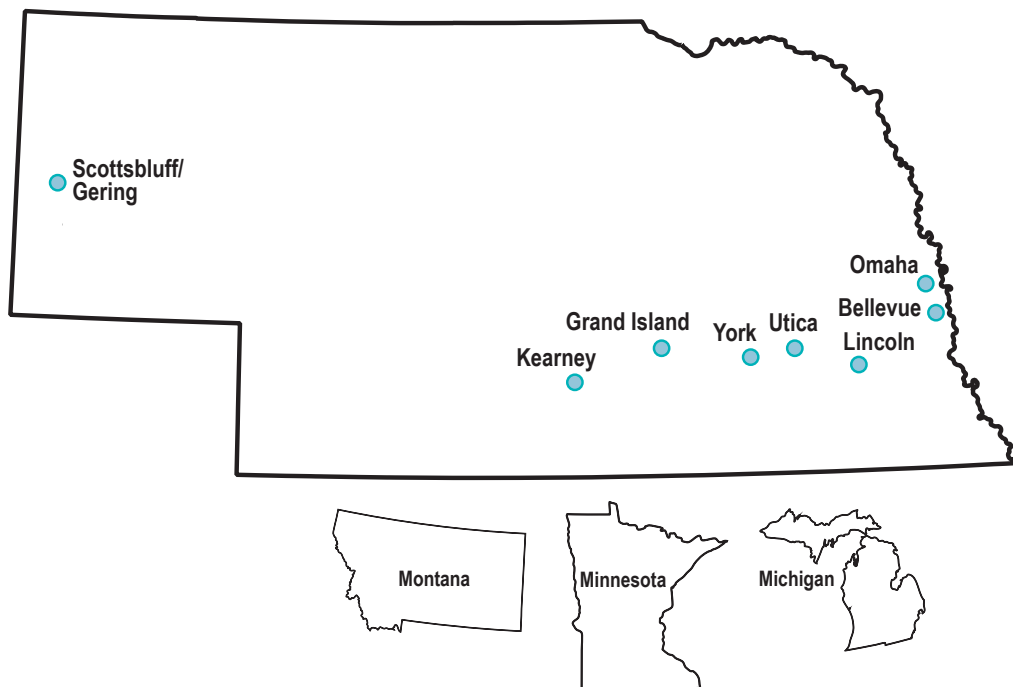 Scottsbluff/
Gering
Omaha
Bellevue
Grand Island
York
Utica
Lincoln
Kearney
Montana
Minnesota
Michigan